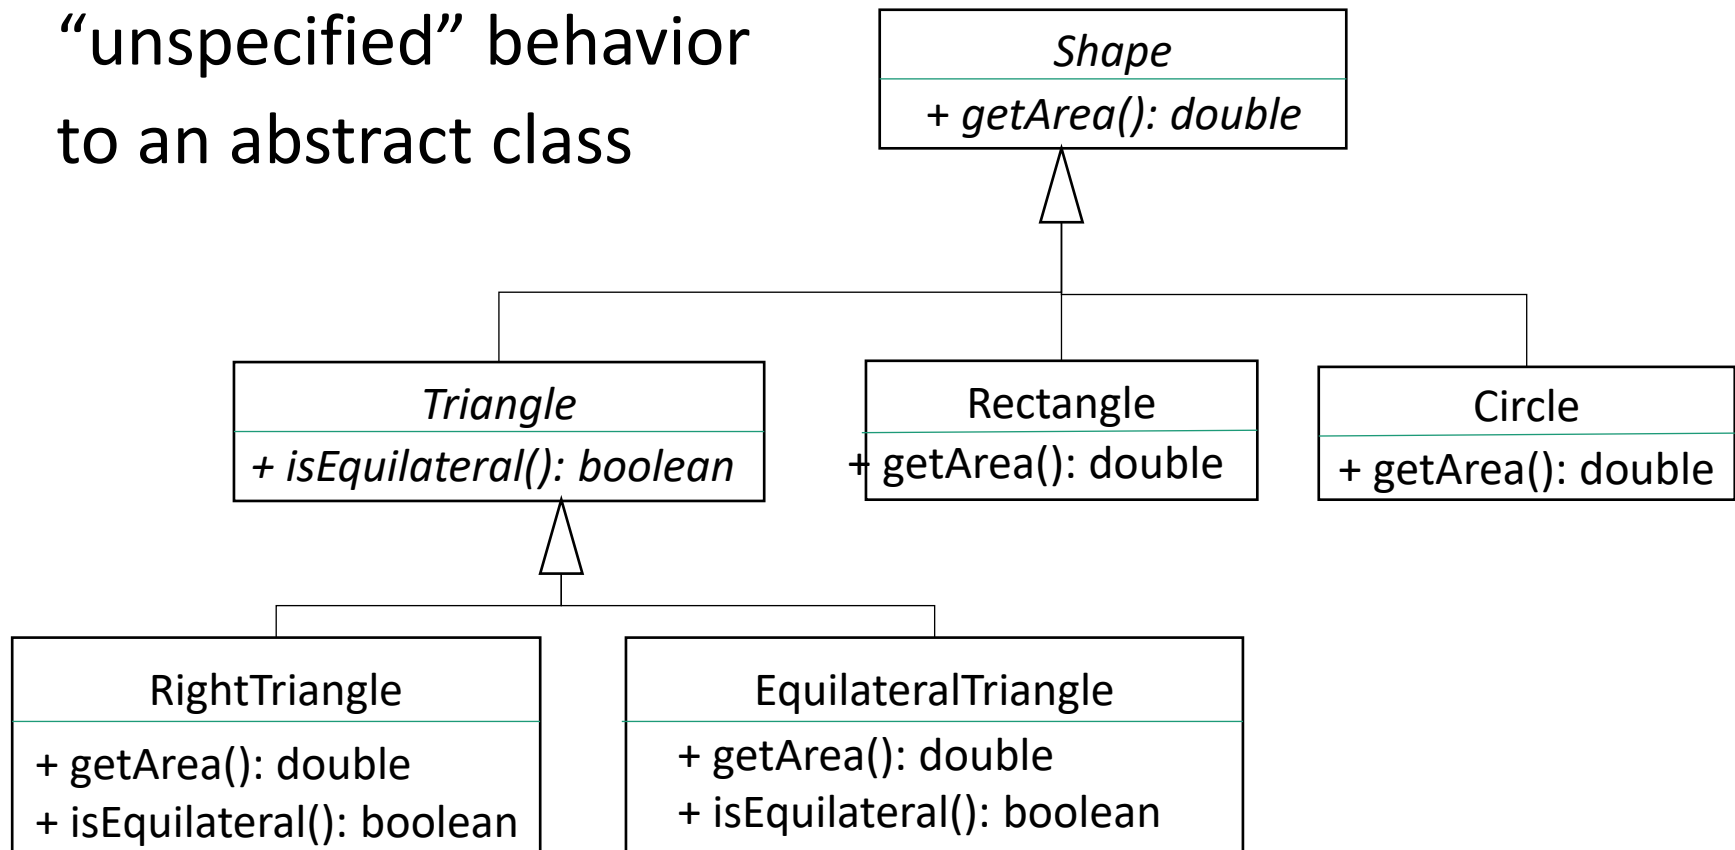 “unspecified” behavior
to an abstract class
Shape
+ getArea(): double
Triangle
+ isEquilateral(): boolean
Rectangle
+ getArea(): double
Circle
+ getArea(): double
RightTriangle
+ getArea(): double
+ isEquilateral(): boolean
EquilateralTriangle
+ getArea(): double
+ isEquilateral(): boolean